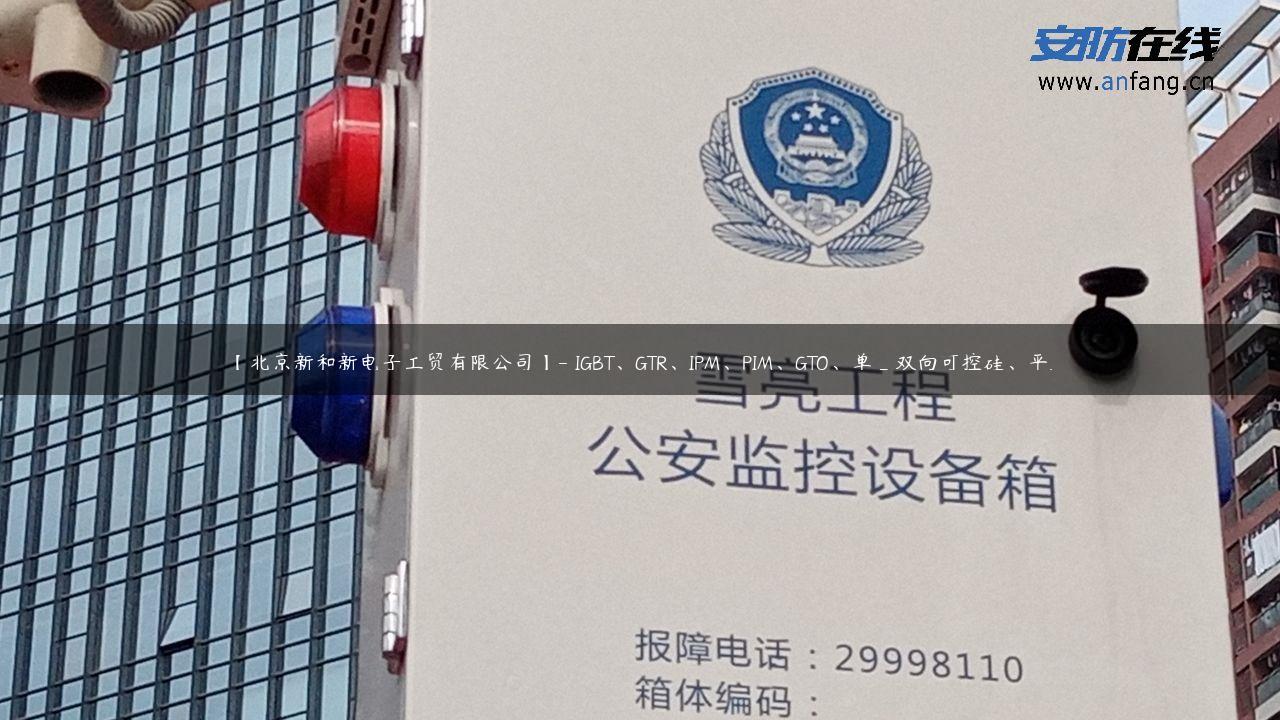 安防在线
www.anfang.cn
【北京新和新电子工贸有限公司】- IGBT、GTR、IPM、PIM、GTO、单_双向可控硅、平.
雪亮工程
公安监控设备箱
报障电话：29998110
箱体编码：